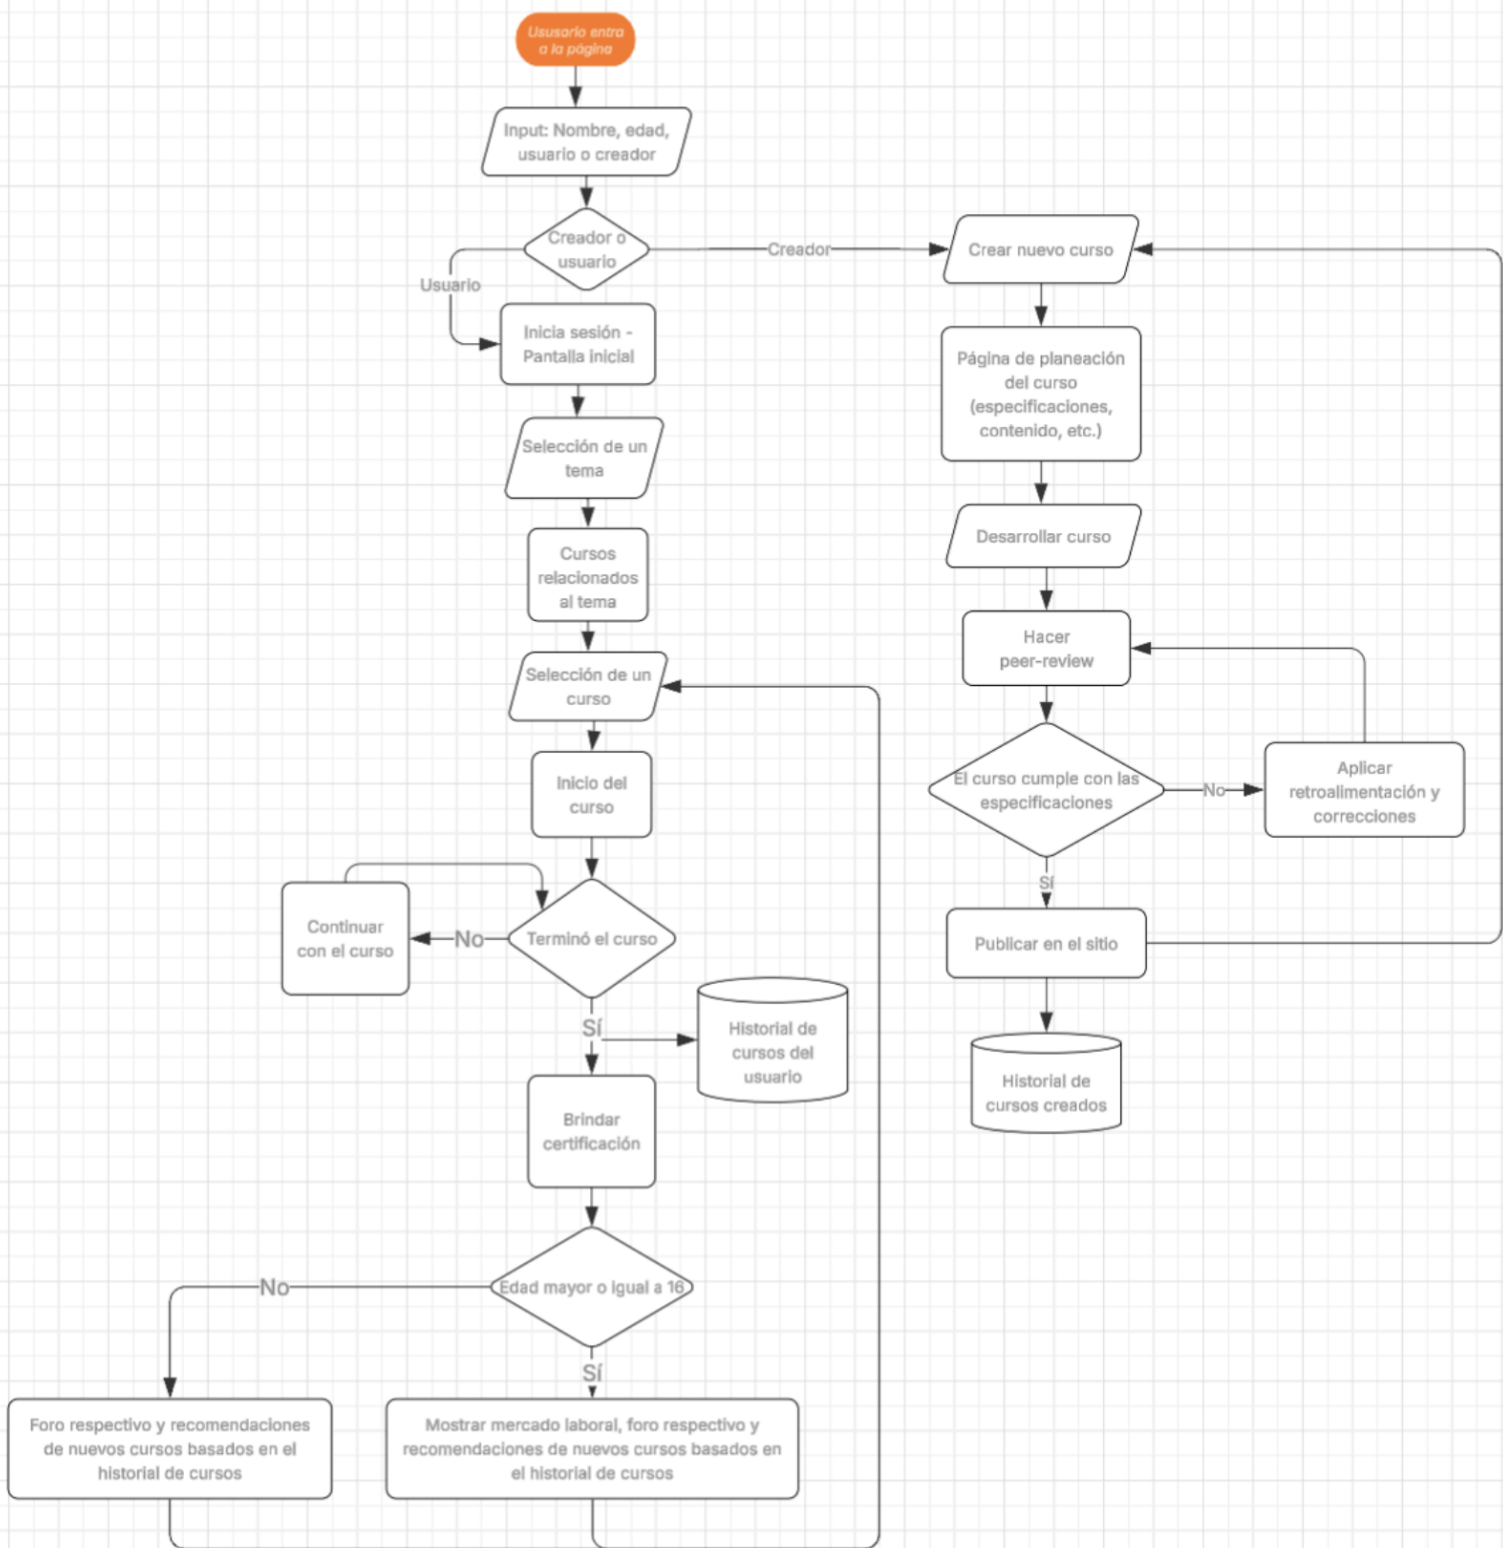 Ususario entra
a la página
Input: Nombre, edad,
usuario o creador
Creador o
usuario
Usuario
Creador
Inicia sesión -
Pantalla inicial
Selección de un
tema
Cursos
relacionados
al tema
Selección de un
curso
Inicio del
curso
Terminó el curso
No
Continuar
con el curso
Sí
Historial de
cursos del
usuario
Brindar
certificación
Edad mayor o igual a 16
No
Sí
Foro respectivo y recomendaciones
de nuevos cursos basados en el
historial de cursos
Mostrar mercado laboral, foro respectivo y
recomendaciones de nuevos cursos basados en
el historial de cursos
Crear nuevo curso
Página de planeación
del curso
(especificaciones,
contenido, etc.)
Desarrollar curso
Hacer
peer-review
El curso cumple con las
especificaciones
No
Aplicar
retroalimentación y
correcciones
Sí
Publicar en el sitio
Historial de
cursos creados